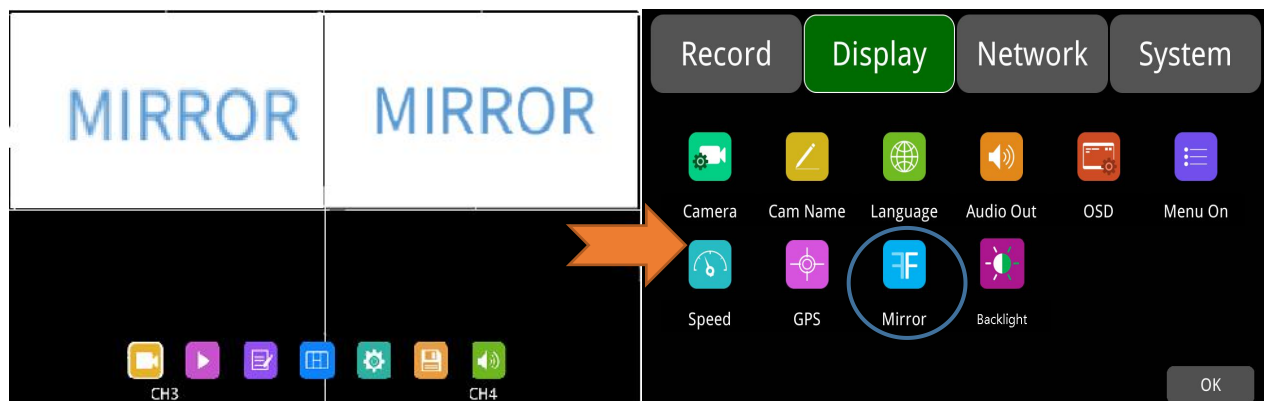 MIRROR
MIRROR
CH3
CH4
Record Display Network System
Camera Cam Name Language Audio Out OSD Menu On
Speed GPS Mirror Backlight
OK